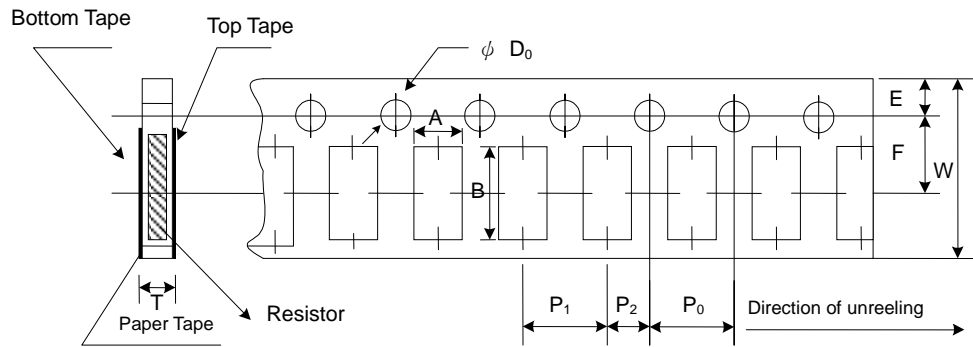 Bottom Tape
Top Tape
ψ D₀
E
A
F
W
B
T
P₁
P₂
P₀
Direction of unreeling
Resistor
Paper Tape